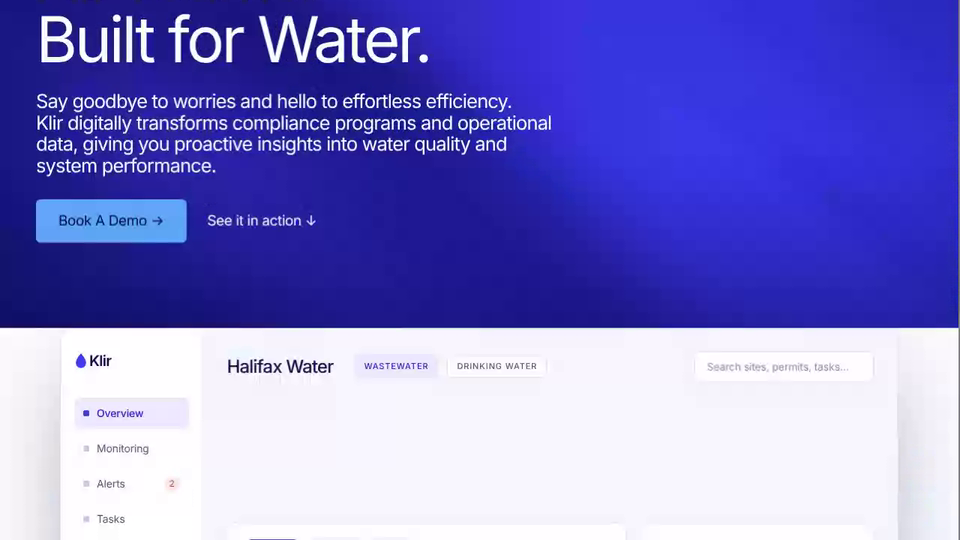 Built for Water.
Say goodbye to worries and hello to effortless efficiency.
Klir digitally transforms compliance programs and operational
data, giving you proactive insights into water quality and
system performance.
Book A Demo →
See it in action ↓
Klir
Halifax Water
WASTEWATER
DRINKING WATER
Search sites, permits, tasks...
Overview
Monitoring
Alerts
2
Tasks